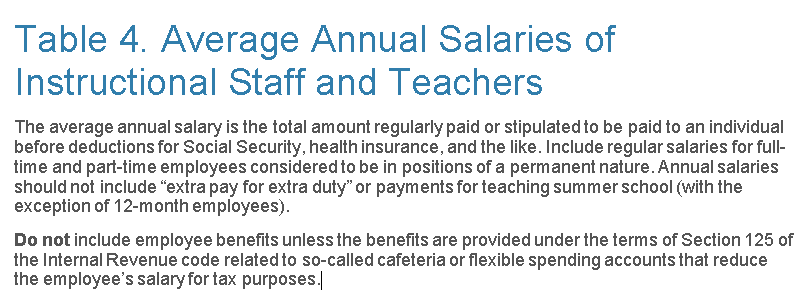 Table 4. Average Annual Salaries of
Instructional Staff and Teachers
The average annual salary is the total amount regularly paid or stipulated to be paid to an individual
before deductions for Social Security, health insurance, and the like. Include regular salaries for full-
time and part-time employees considered to be in positions of a permanent nature. Annual salaries
should not include “extra pay for extra duty” or payments for teaching summer school (with the
exception of 12-month employees).
Do not include employee benefits unless the benefits are provided under the terms of Section 125 of
the Internal Revenue code related to so-called cafeteria or flexible spending accounts that reduce
the employee’s salary for tax purposes.